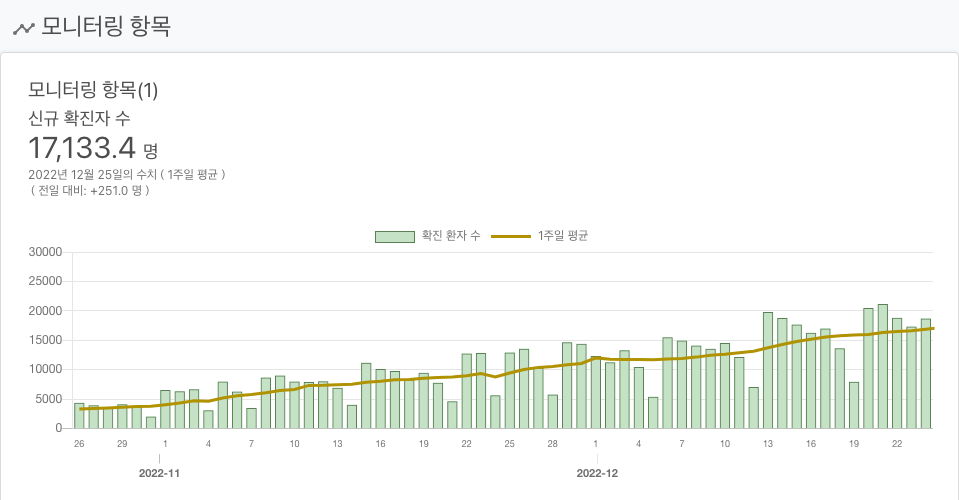 모니터링 항목
모니터링 항목(1)
신규 확진자 수
17,133.4 명
2022년 12월 25일의 수치 ( 1주일 평균 )
( 전일 대비: +251.0 명 )
확진 환자 수 1주일 평균
30000
25000
20000
15000
10000
5000
0
26 29 1 4 7 10 13 16 19 22 25 28 1 4 7 10 13 16 19 22
2022-11 2022-12